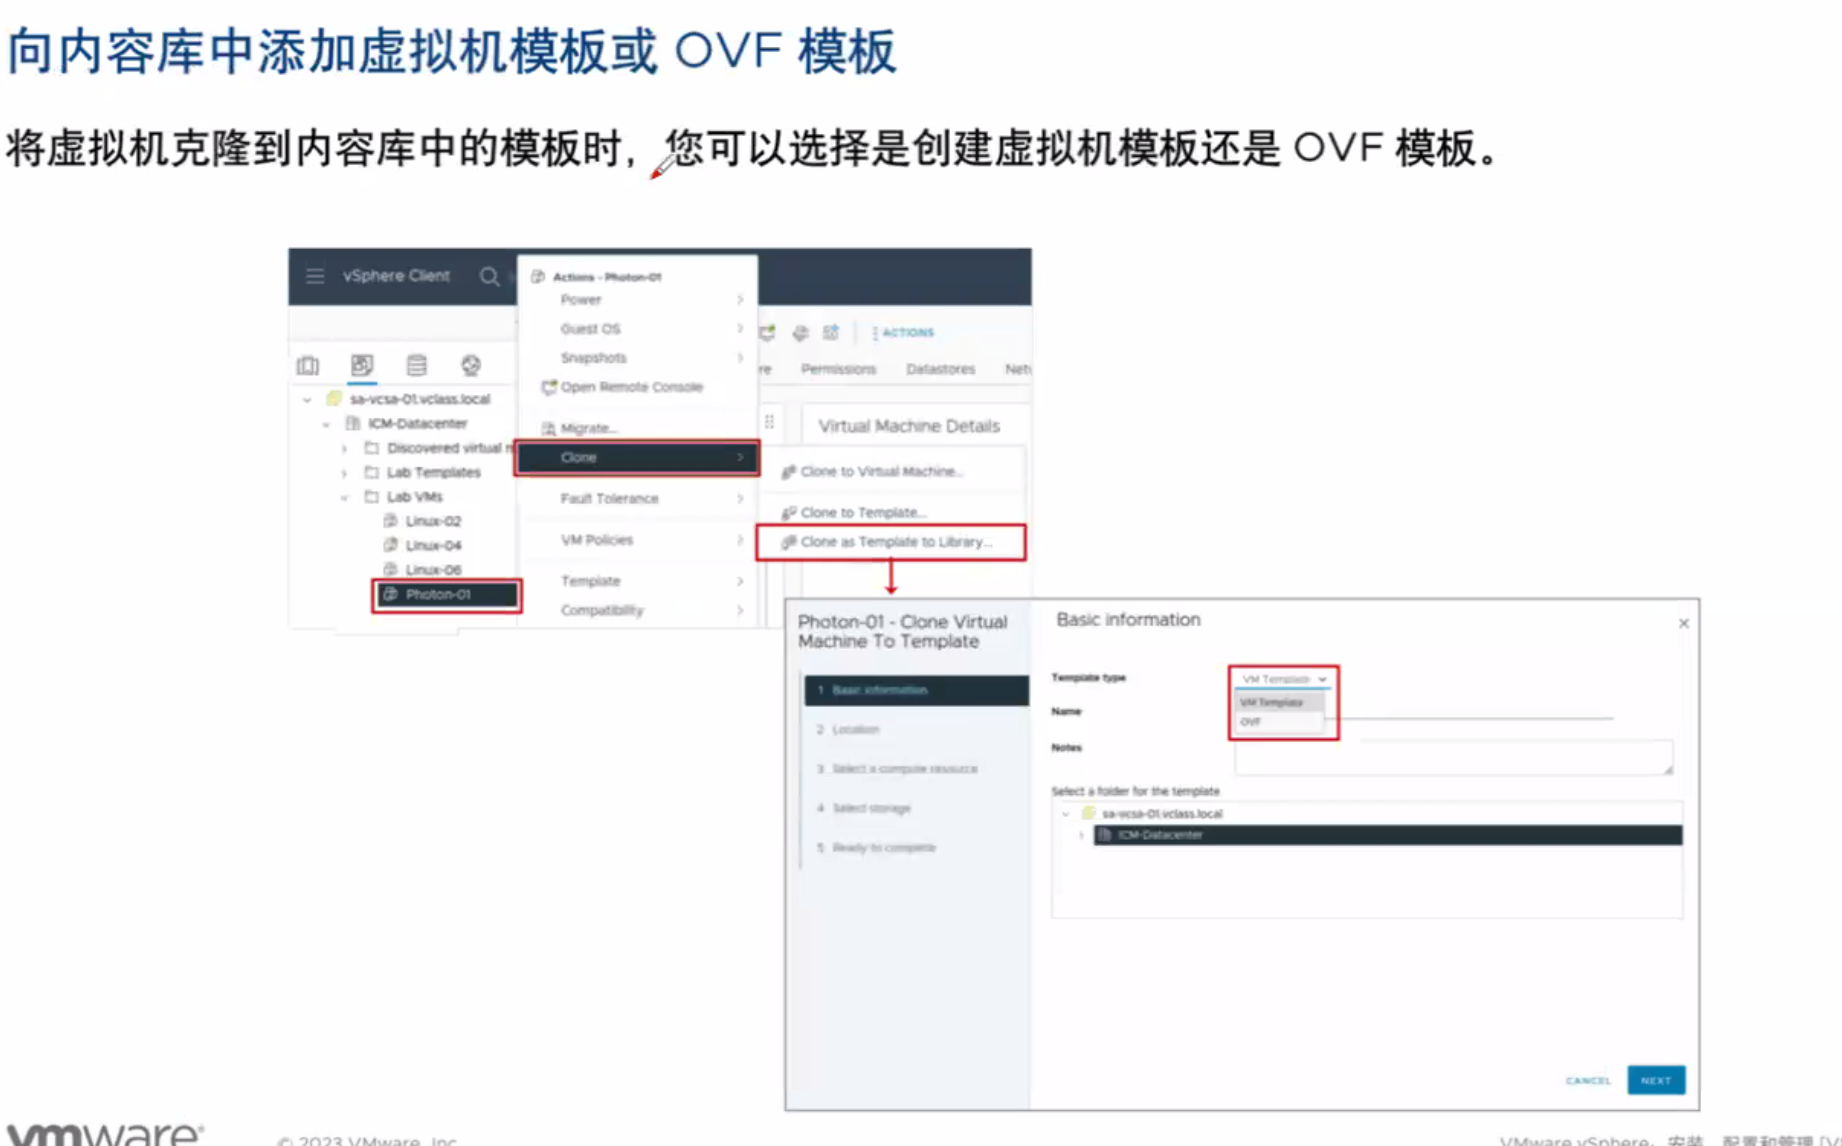 向内容库中添加虚拟机模板或 OVF 模板
将虚拟机克隆到内容库中的模板时，您可以选择是创建虚拟机模板还是 OVF 模板。
vSphere Client
Actions - Photon-01
Power
Guest OS
Snapshots
Open Remote Console
Migrate...
Clone
Fault Tolerance
VM Policies
Template
Compatibility
ACTIONS
re Permissions Datastores Net
Virtual Machine Details
Clone to Virtual Machine...
Clone to Template...
Clone as Template to Library...
sa-vcsa-01.vclass.local
ICM-Datacenter
Discovered virtual
Lab Templates
Lab VMs
Linux-02
Linux-04
Linux-06
Photon-01
Photon-01 - Clone Virtual
Machine To Template
1 Basic information
2 Location
3 Select a compute resource
4 Select storage
5 Ready to complete
Basic information
Template type
VM Template
VM Template
OVF
Name
Notes
Select a folder for the template
sa-vcsa-01.vclass.local
ICM-Datacenter
CANCEL NEXT
vmware®
© 2023 VMware, Inc
VMware vSphere：安装、配置和管理 [V